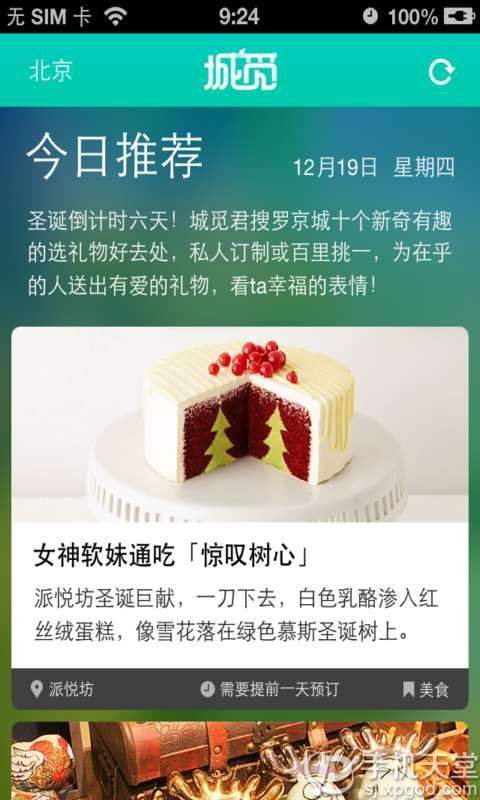 无 SIM 卡 9:24 100%
北京 城觅
今日推荐 12月19日 星期四
圣诞倒计时六天！城觅君搜罗京城十个新奇有趣
的选礼物好去处，私人订制或百里挑一，为在乎
的人送出有爱的礼物，看ta幸福的表情！
女神软妹通吃「惊叹树心」
派悦坊圣诞巨献，一刀下去，白色乳酪渗入红
丝绒蛋糕，像雪花落在绿色慕斯圣诞树上。
派悦坊 需要提前一天预订 美食
手机天堂
sj.xpgod.com